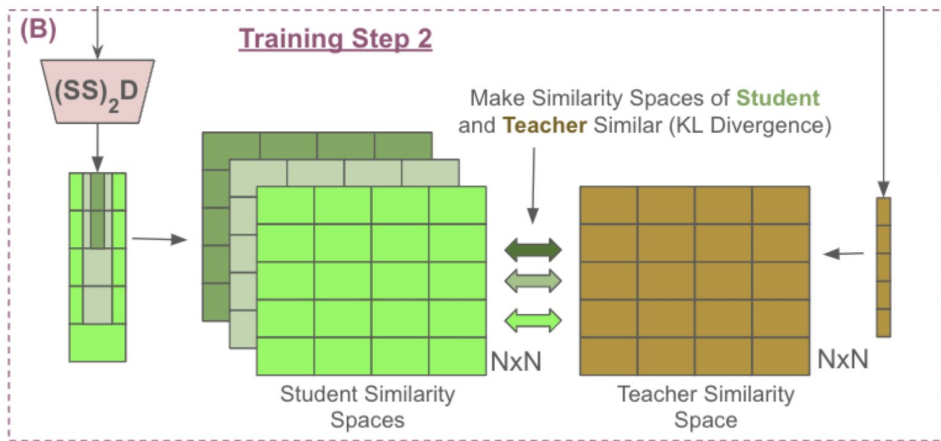 (B)
Training Step 2
(SS)₂D
Make Similarity Spaces of Student
and Teacher Similar (KL Divergence)
NxN
NxN
Student Similarity
Spaces
Teacher Similarity
Space